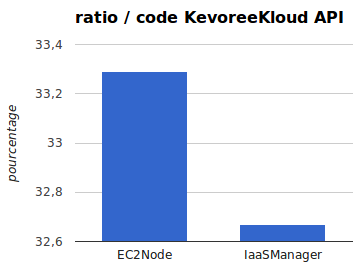 ratio / code KevoreeKloud API
33,4
33,2
33
32,8
32,6
pourcentage
EC2Node
IaaSManager